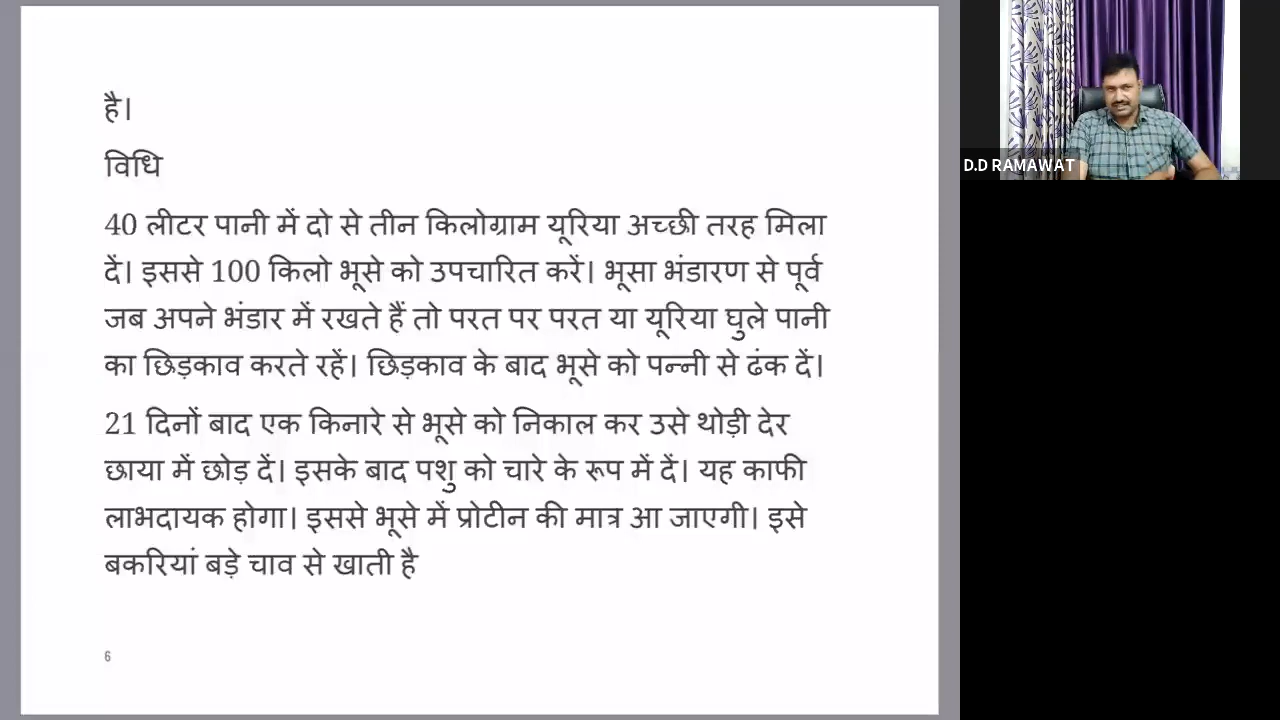 है।
विधि
40 लीटर पानी में दो से तीन किलोग्राम यूरिया अच्छी तरह मिला
दें। इससे 100 किलो भूसे को उपचारित करें। भूसा भंडारण से पूर्व
जब अपने भंडार में रखते हैं तो परत पर परत या यूरिया घुले पानी
का छिड़काव करते रहें। छिड़काव के बाद भूसे को पन्नी से ढंक दें।
21 दिनों बाद एक किनारे से भूसे को निकाल कर उसे थोड़ी देर
छाया में छोड़ दें। इसके बाद पशु को चारे के रूप में दें। यह काफी
लाभदायक होगा। इससे भूसे में प्रोटीन की मात्र आ जाएगी। इसे
बकरियां बड़े चाव से खाती है
6
D.D RAMAWAT